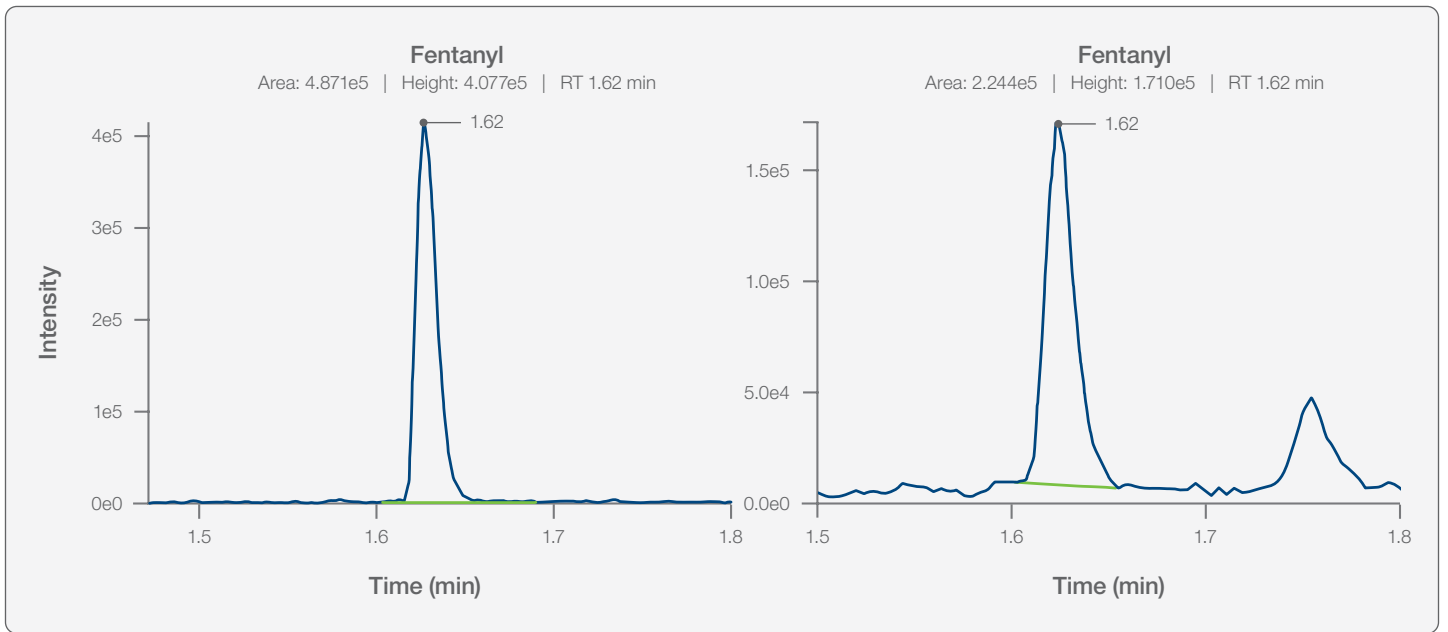 Fentanyl
Area: 4.871e5 | Height: 4.077e5 | RT 1.62 min
1.62
4e5
3e5
2e5
1e5
0e0
Intensity
1.5
1.6
1.7
1.8
Time (min)
Fentanyl
Area: 2.244e5 | Height: 1.710e5 | RT 1.62 min
1.62
1.5e5
1.0e5
5.0e4
0.0e0
1.5
1.6
1.7
1.8
Time (min)